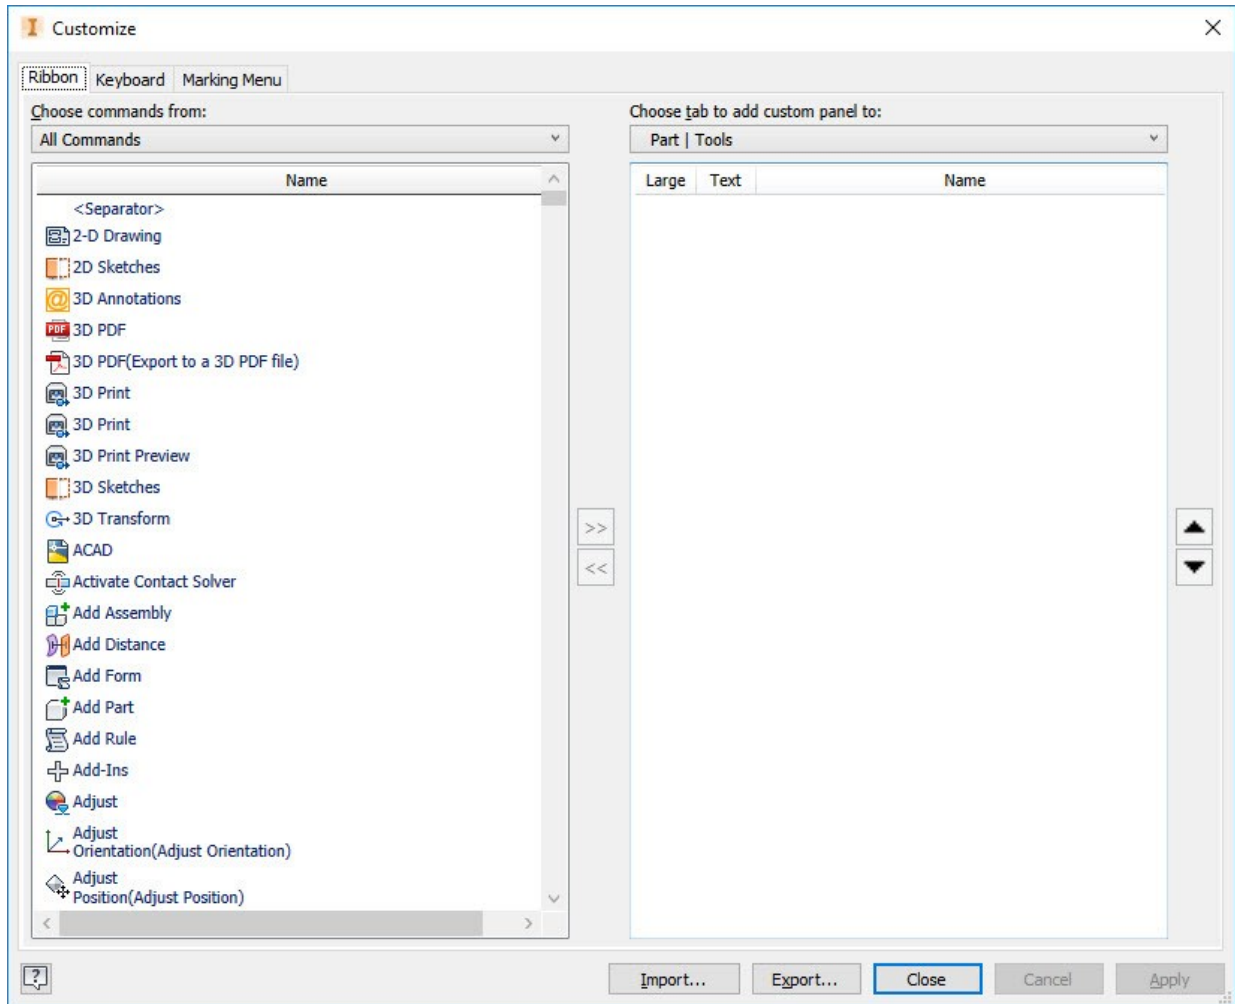 Customize
Ribbon Keyboard Marking Menu
Choose commands from:
All Commands
Name
<Separator>
2-D Drawing
2D Sketches
3D Annotations
PDF 3D PDF
3D PDF(Export to a 3D PDF file)
3D Print
3D Print
3D Print Preview
3D Sketches
3D Transform
ACAD
Activate Contact Solver
Add Assembly
Add Distance
Add Form
Add Part
Add Rule
Add-Ins
Adjust
Adjust
Orientation(Adjust Orientation)
Adjust
Position(Adjust Position)
>>
<<
Choose tab to add custom panel to:
Part | Tools
Large Text Name
Import... Export... Close Cancel Apply